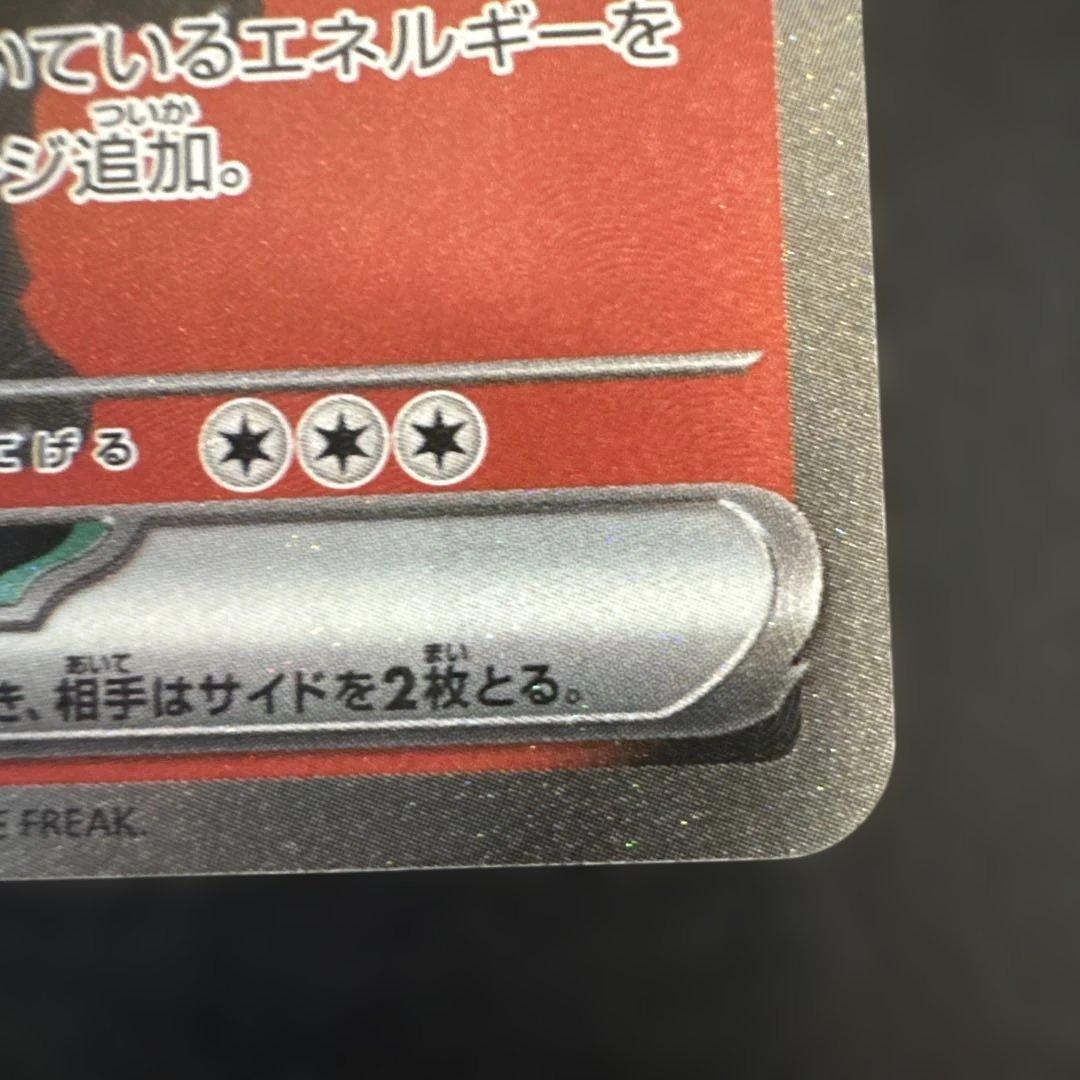 いているエネルギーを
ついか
ジ追加。
にげる
あいて まい
き、相手はサイドを2枚とる。
E FREAK.